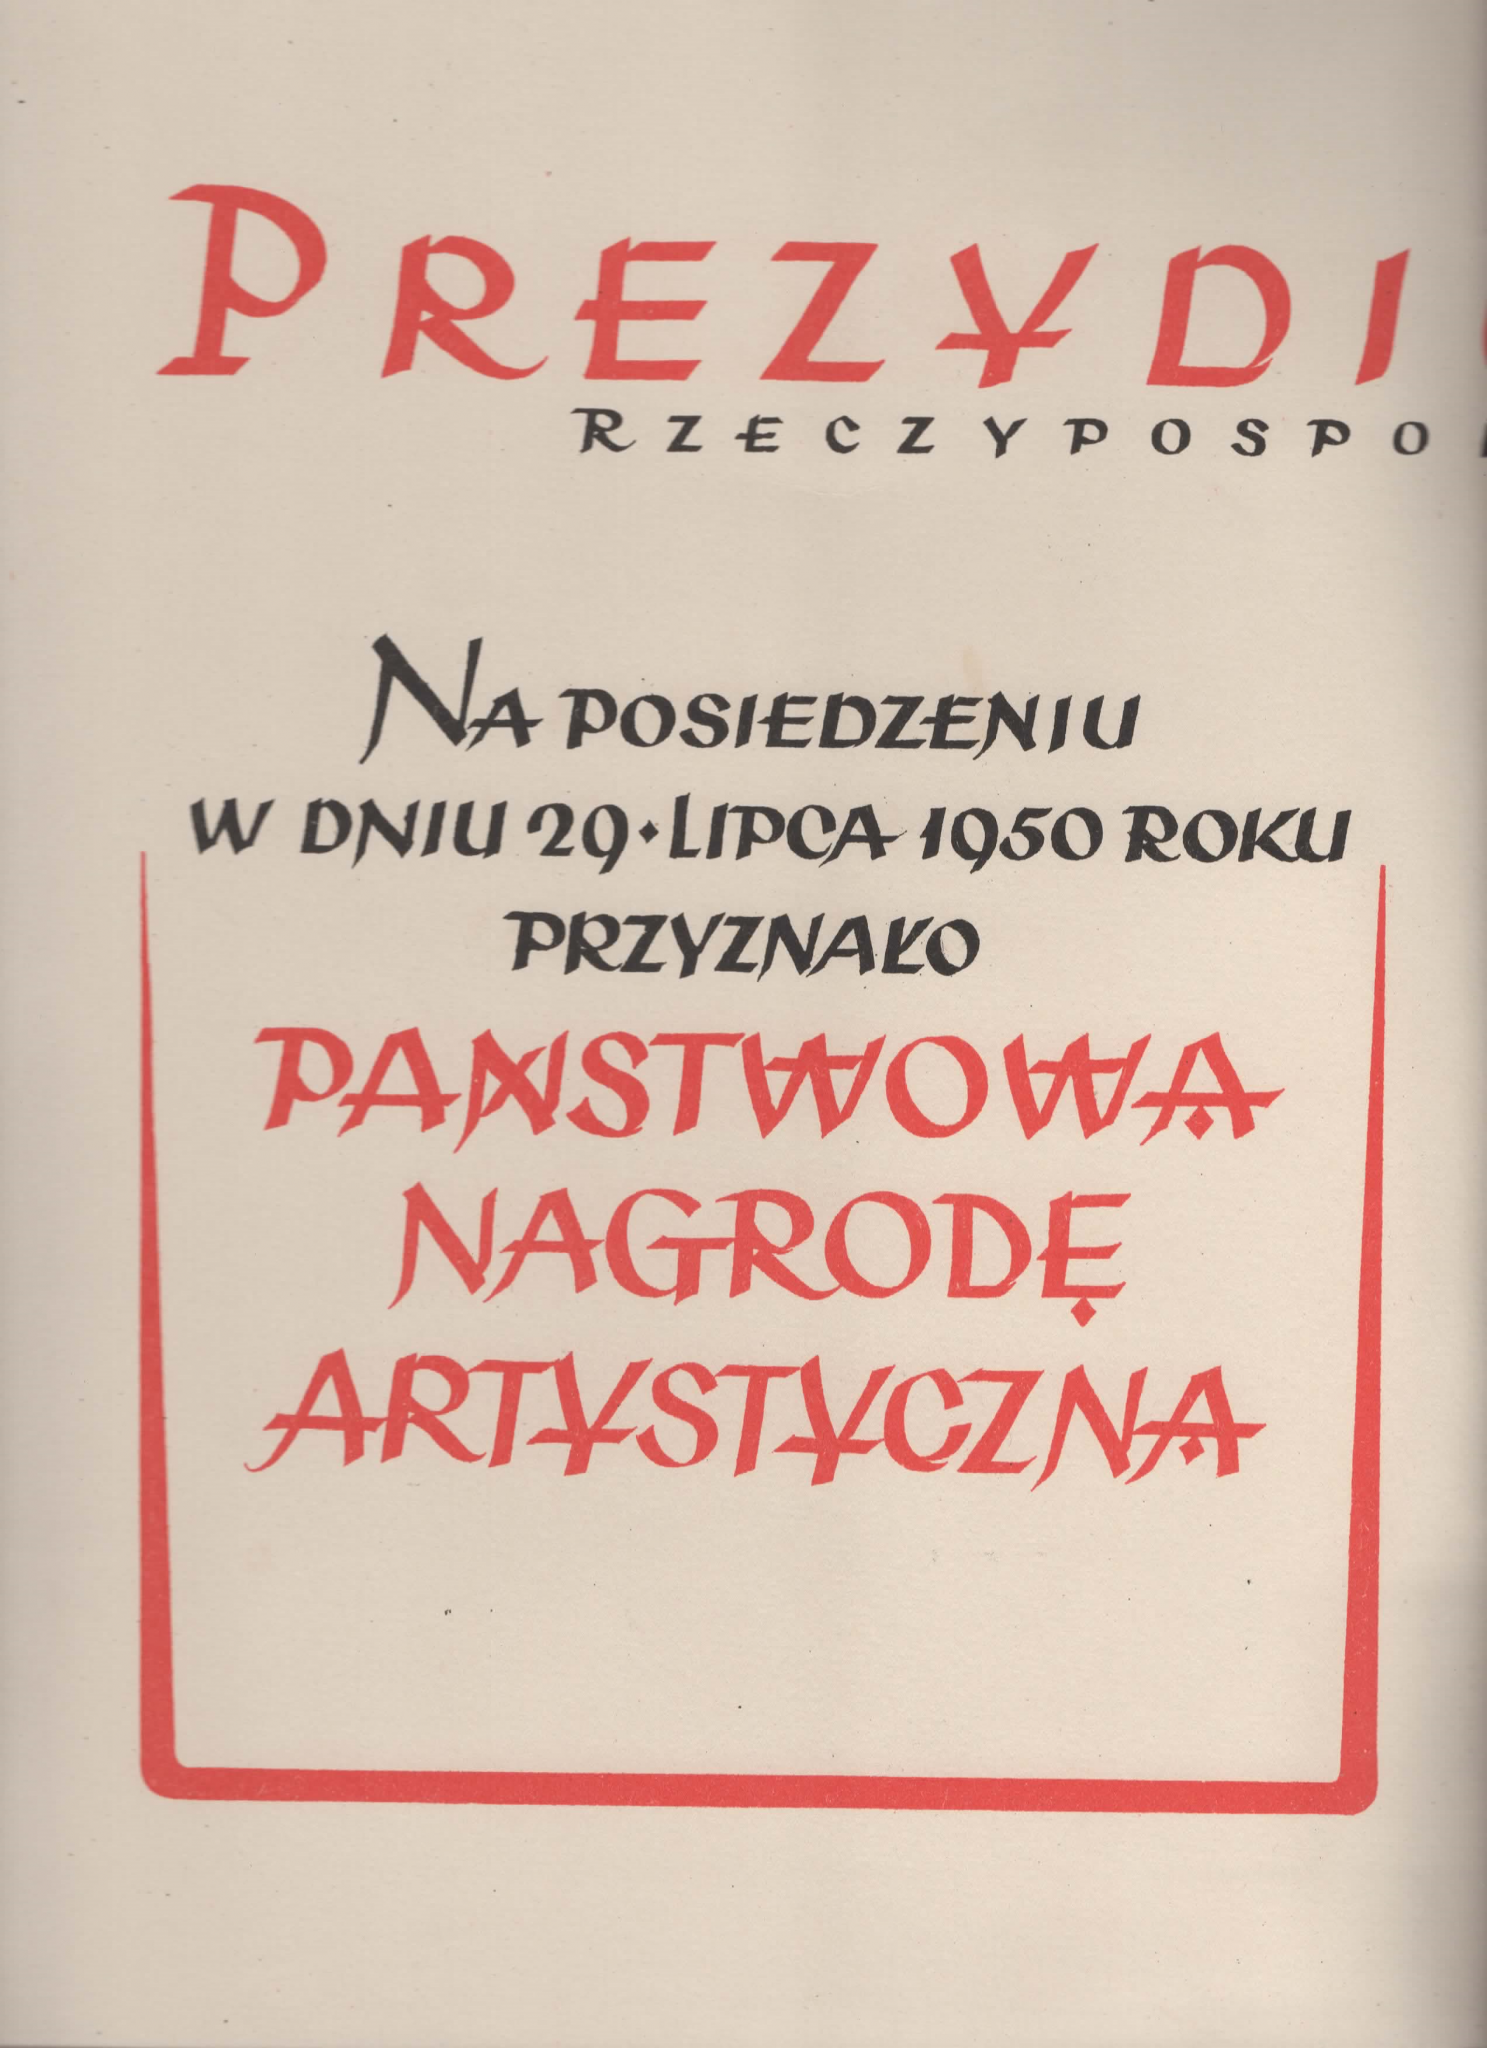 PREZYDI
RZECZYPOSPO
NA POSIEDZENIU
W DNIU 29·LIPCA 1950 ROKU
PRZYZNAŁO
PAŃSTWOWĄ
NAGRODĘ
ARTYSTYCZNĄ